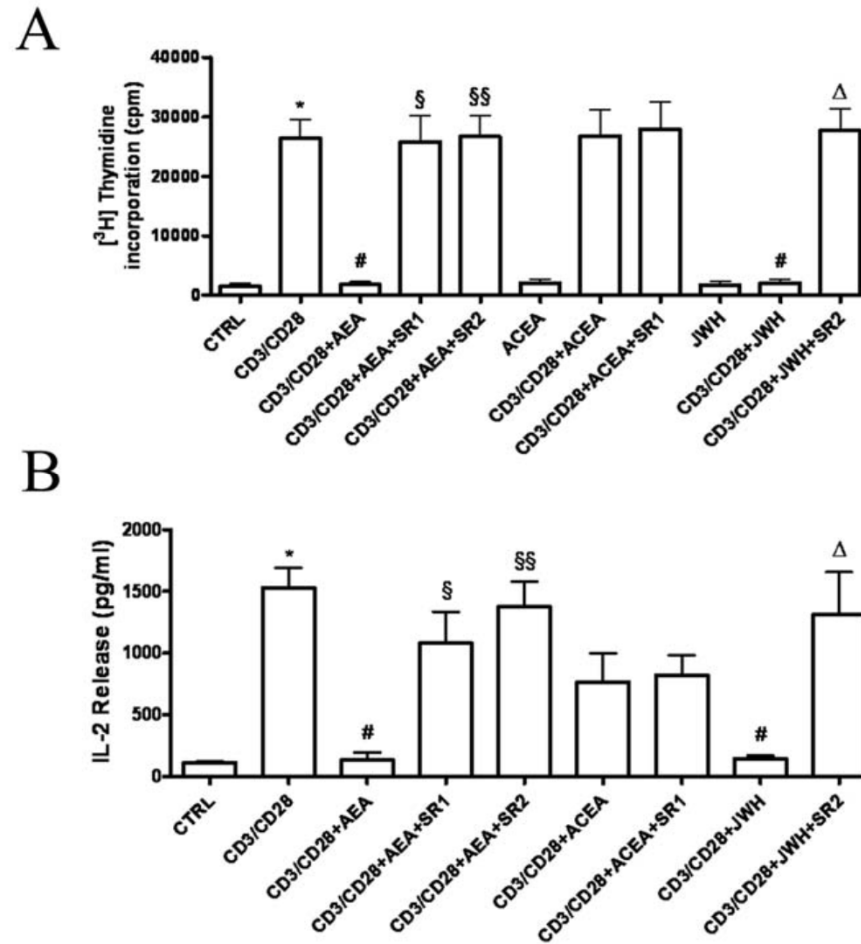 A
[³H] Thymidine
incorporation (cpm)
40000
30000
20000
10000
0
*
#
§
§§
#
Δ
CTRL
CD3/CD28
CD3/CD28+AEA
CD3/CD28+AEA+SR1
CD3/CD28+AEA+SR2
ACEA
CD3/CD28+ACEA
CD3/CD28+ACEA+SR1
JWH
CD3/CD28+JWH
CD3/CD28+JWH+SR2
B
IL-2 Release (pg/ml)
2000
1500
1000
500
0
*
#
§
§§
#
Δ
CTRL
CD3/CD28
CD3/CD28+AEA
CD3/CD28+AEA+SR1
CD3/CD28+AEA+SR2
CD3/CD28+ACEA
CD3/CD28+ACEA+SR1
CD3/CD28+JWH
CD3/CD28+JWH+SR2